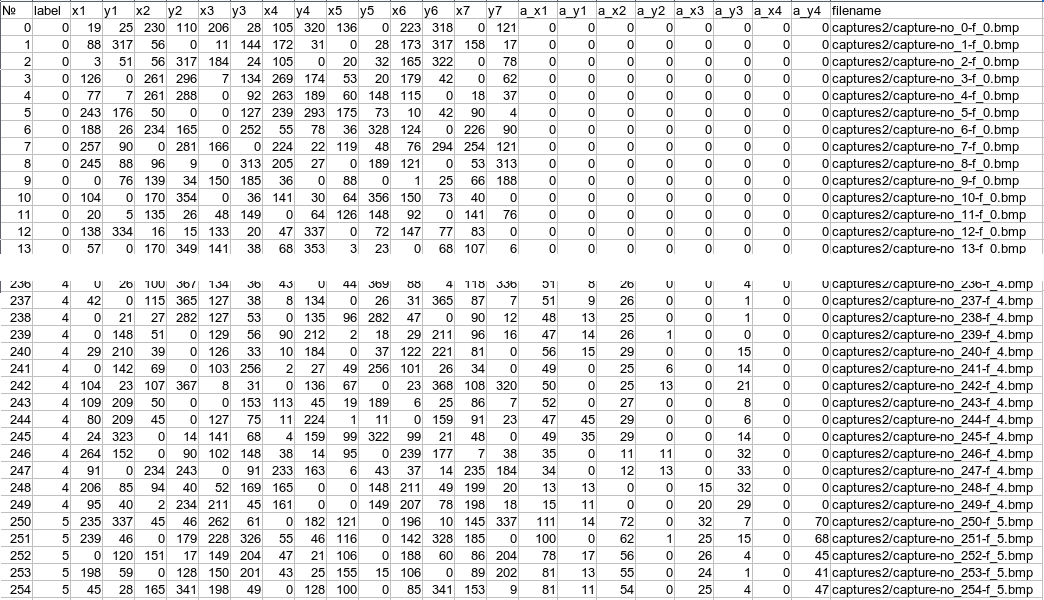 № label x1 y1 x2 y2 x3 y3 x4 y4 x5 y5 x6 y6 x7 y7 a_x1 a_y1 a_x2 a_y2 a_x3 a_y3 a_x4 a_y4 filename
0 0 19 25 230 110 206 28 105 320 136 0 223 318 0 121 0 0 0 0 0 0 0 0 captures2/capture-no_0-f_0.bmp
1 0 88 317 56 0 11 144 172 31 0 28 173 317 158 17 0 0 0 0 0 0 0 0 captures2/capture-no_1-f_0.bmp
2 0 3 51 56 317 184 24 105 0 20 32 165 322 0 78 0 0 0 0 0 0 0 0 captures2/capture-no_2-f_0.bmp
3 0 126 0 261 296 7 134 269 174 53 20 179 42 0 62 0 0 0 0 0 0 0 0 captures2/capture-no_3-f_0.bmp
4 0 77 7 261 288 0 92 263 189 60 148 115 0 18 37 0 0 0 0 0 0 0 0 captures2/capture-no_4-f_0.bmp
5 0 243 176 50 0 0 127 239 293 175 73 10 42 90 4 0 0 0 0 0 0 0 0 captures2/capture-no_5-f_0.bmp
6 0 188 26 234 165 0 252 55 78 36 328 124 0 226 90 0 0 0 0 0 0 0 0 captures2/capture-no_6-f_0.bmp
7 0 257 90 0 281 166 0 224 22 119 48 76 294 254 121 0 0 0 0 0 0 0 0 captures2/capture-no_7-f_0.bmp
8 0 245 88 96 9 0 313 205 27 0 189 121 0 53 313 0 0 0 0 0 0 0 0 captures2/capture-no_8-f_0.bmp
9 0 0 76 139 34 150 185 36 0 88 0 1 25 66 188 0 0 0 0 0 0 0 0 captures2/capture-no_9-f_0.bmp
10 0 104 0 170 354 0 36 141 30 64 356 150 73 40 0 0 0 0 0 0 0 0 0 captures2/capture-no_10-f_0.bmp
11 0 20 5 135 26 48 149 0 64 126 148 92 0 141 76 0 0 0 0 0 0 0 0 captures2/capture-no_11-f_0.bmp
12 0 138 334 16 15 133 20 47 337 0 72 147 77 83 0 0 0 0 0 0 0 0 0 captures2/capture-no_12-f_0.bmp
13 0 57 0 170 349 141 38 68 353 3 23 0 68 107 6 0 0 0 0 0 0 0 0 captures2/capture-no_13-f_0.bmp
236 4 0 26 100 367 134 36 43 0 44 369 88 4 118 336 51 8 26 0 0 4 0 0 captures2/capture-no_236-f_4.bmp
237 4 42 0 115 365 127 38 8 134 0 26 31 365 87 7 51 9 26 0 0 1 0 0 captures2/capture-no_237-f_4.bmp
238 4 0 21 27 282 127 53 0 135 96 282 47 0 90 12 48 13 25 0 0 1 0 0 captures2/capture-no_238-f_4.bmp
239 4 0 148 51 0 129 56 90 212 2 18 29 211 96 16 47 14 26 1 0 0 0 0 captures2/capture-no_239-f_4.bmp
240 4 29 210 39 0 126 33 10 184 0 37 122 221 81 0 56 15 29 0 0 15 0 0 captures2/capture-no_240-f_4.bmp
241 4 0 142 69 0 103 256 2 27 49 256 101 26 34 0 49 0 25 6 0 14 0 0 captures2/capture-no_241-f_4.bmp
242 4 104 23 107 367 8 31 0 136 67 0 23 368 108 320 50 0 25 13 0 21 0 0 captures2/capture-no_242-f_4.bmp
243 4 109 209 50 0 0 153 113 45 19 189 6 25 86 7 52 0 27 0 0 8 0 0 captures2/capture-no_243-f_4.bmp
244 4 80 209 45 0 127 75 11 224 1 11 0 159 91 23 47 45 29 0 0 6 0 0 captures2/capture-no_244-f_4.bmp
245 4 24 323 0 14 141 68 4 159 99 322 99 21 48 0 49 35 29 0 0 14 0 0 captures2/capture-no_245-f_4.bmp
246 4 264 152 0 90 102 148 38 14 95 0 239 177 7 38 35 0 11 11 0 32 0 0 captures2/capture-no_246-f_4.bmp
247 4 91 0 234 243 0 91 233 163 6 43 37 14 235 184 34 0 12 13 0 33 0 0 captures2/capture-no_247-f_4.bmp
248 4 206 85 94 40 52 169 165 0 0 148 211 49 199 20 13 13 0 0 15 32 0 0 captures2/capture-no_248-f_4.bmp
249 4 95 40 2 234 211 45 161 0 0 149 207 78 198 18 15 11 0 0 20 29 0 0 captures2/capture-no_249-f_4.bmp
250 5 235 337 45 46 262 61 0 182 121 0 196 10 145 337 111 14 72 0 32 7 0 70 captures2/capture-no_250-f_5.bmp
251 5 239 46 0 179 228 326 55 46 116 0 142 328 185 0 100 0 62 1 25 15 0 68 captures2/capture-no_251-f_5.bmp
252 5 0 120 151 17 149 204 47 21 106 0 188 60 86 204 78 17 56 0 26 4 0 45 captures2/capture-no_252-f_5.bmp
253 5 198 59 0 128 150 201 43 25 155 15 106 0 89 202 81 13 55 0 24 1 0 41 captures2/capture-no_253-f_5.bmp
254 5 45 28 165 341 198 49 0 128 100 0 85 341 153 9 81 11 54 0 25 4 0 47 captures2/capture-no_254-f_5.bmp